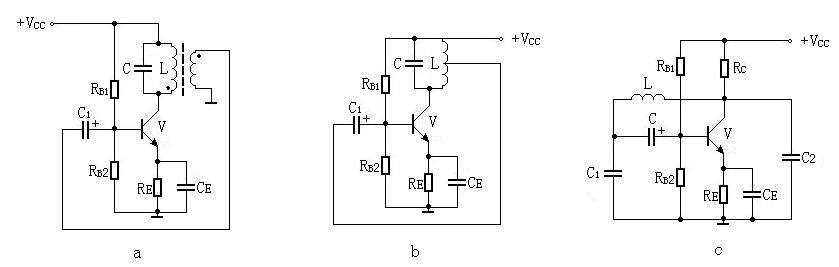 +VCC
C L
RB1
C1 +
V
RB2
RE CE
a
+VCC
C L
RB1
C1 +
V
RB2
RE CE
b
+VCC
RB1 RC
L
C +
V
C1 RB2 C2
RE CE
c